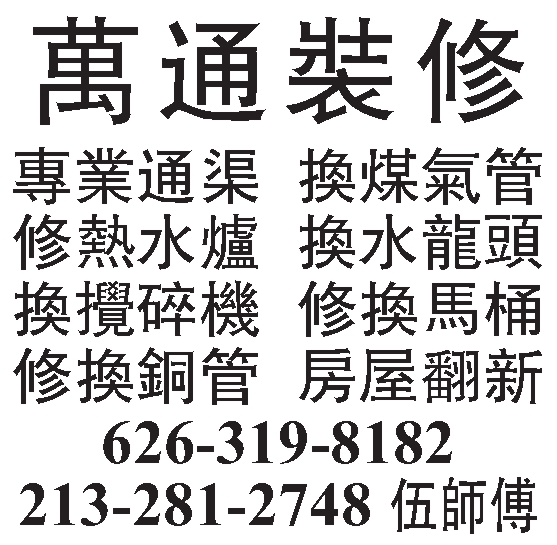 萬通裝修
專業通渠 換煤氣管
修熱水爐 換水龍頭
換攪碎機 修換馬桶
修換銅管 房屋翻新
626-319-8182
213-281-2748 伍師傅